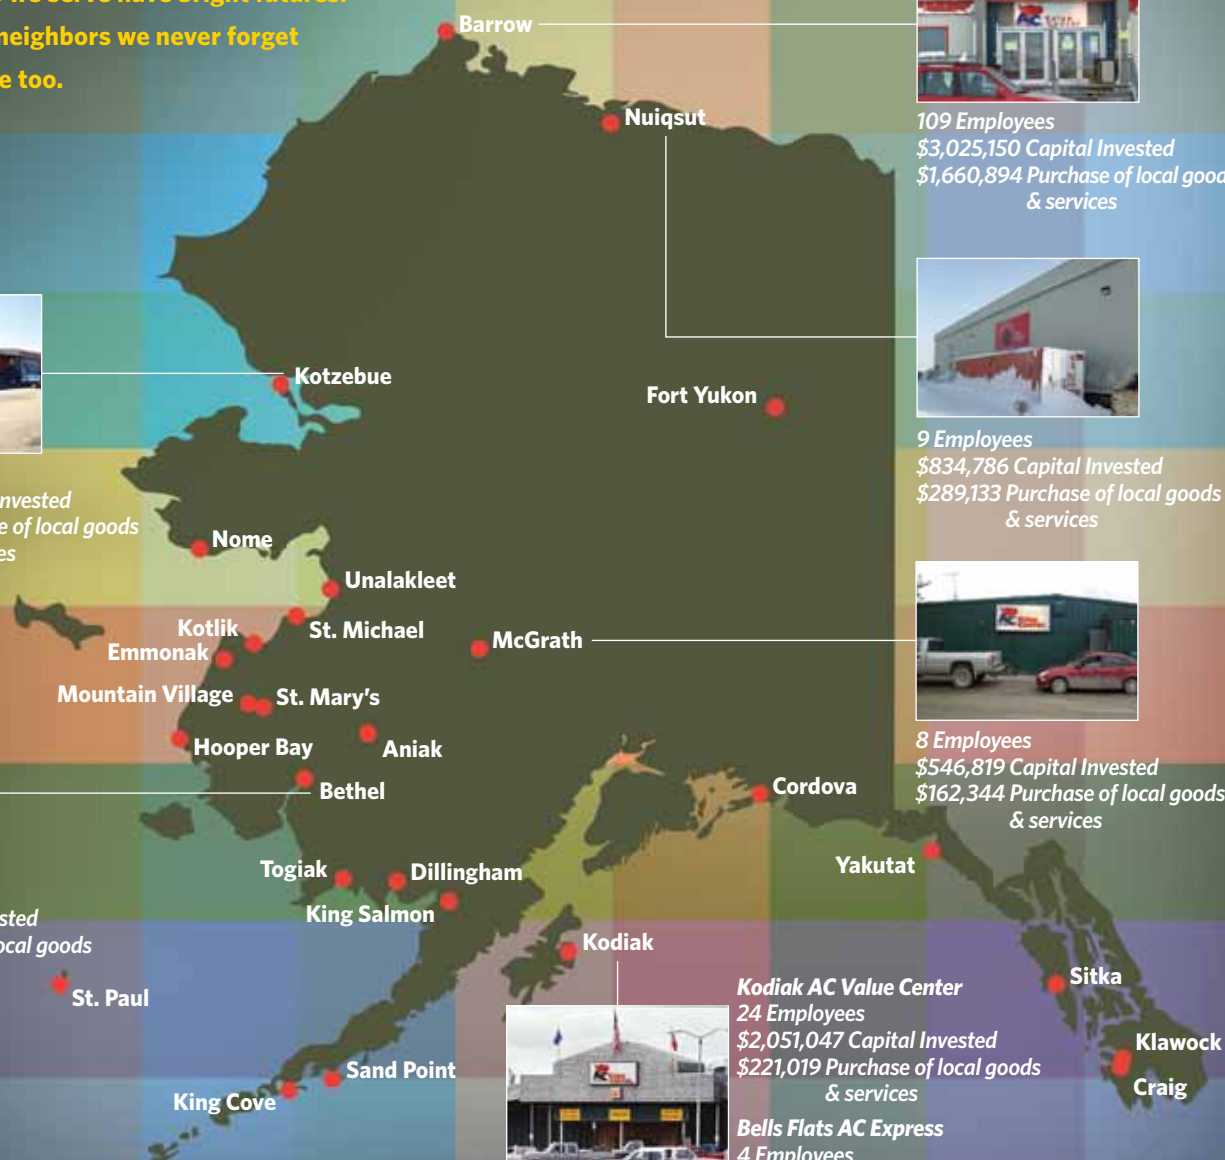 we serve have bright futures.
neighbors we never forget
e too.
Barrow
Nuiqsut
109 Employees
$3,025,150 Capital Invested
$1,660,894 Purchase of local good
& services
Kotzebue
Fort Yukon
9 Employees
$834,786 Capital Invested
$289,133 Purchase of local goods
& services
nvested
e of local goods
es
Nome
Unalakleet
Kotlik
St. Michael
Emmonak
McGrath
Mountain Village
St. Mary's
Hooper Bay
Aniak
8 Employees
$546,819 Capital Invested
$162,344 Purchase of local goods
& services
Bethel
Cordova
Yakutat
Togiak
Dillingham
King Salmon
sted
ocal goods
Kodiak
St. Paul
Sitka
Kodiak AC Value Center
24 Employees
$2,051,047 Capital Invested
$221,019 Purchase of local goods
& services
Klawock
Craig
Sand Point
King Cove
Bells Flats AC Express
4 Employees